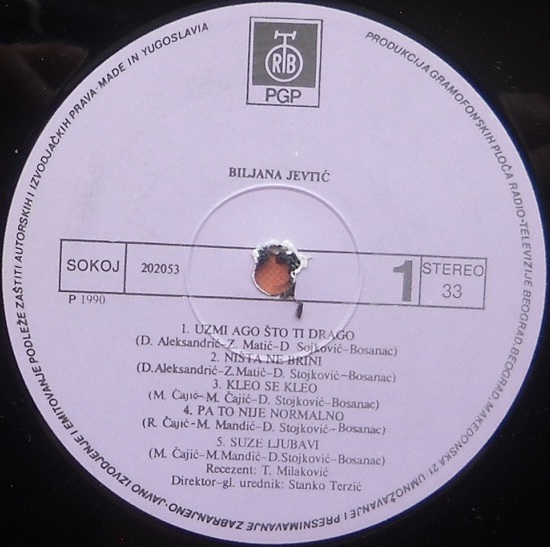 PODLEŽE ZAŠTITI AUTORSKIH I IZVODJAČKIH PRAVA·MADE IN YUGOSLAVIA
PRODUKCIJA GRAMOFONSKIH PLOČA RADIO-TELEVIZIJE BEOGRAD, BEOGRAD, MAKEDONSKA 21 UMNOŽAVANJE I PRESNIMAVANJE ZABRANJENO·JAVNO IZVODJENJE I EMITOVANJE
RTB
PGP
BILJANA JEVTIČ
SOKOJ 202053 1 STEREO
33
P 1990
1. UZMI AGO ŠTO TI DRAGO
(D. Aleksandrić-Z. Matić-D Sojković-Bosanac)
2. NIŠTA NE BRINI
(D.Aleksandrić-Z.Matić-D. Stojković-Bosanac)
3. KLEO SE KLEO
(M. Čajić-M. Čajić-D. Stojković-Bosanac)
4. PA TO NIJE NORMALNO
(R. Čajić-M. Mandić-D. Stojković-Bosanac)
5. SUZE LJUBAVI
(M. Čajić-M.Mandić-D.Stojković-Bosanac)
Recezent: T. Milaković
Direktor-gl. urednik: Stanko Terzić